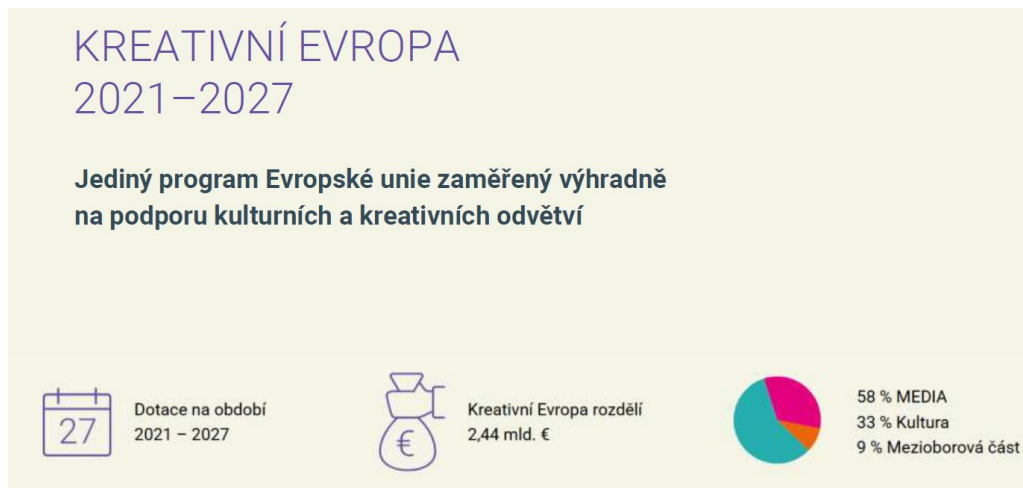 KREATIVNÍ EVROPA
2021–2027
Jediný program Evropské unie zaměřený výhradně
na podporu kulturních a kreativních odvětví
27
Dotace na období
2021 – 2027
€
Kreativní Evropa rozdělí
2,44 mld. €
58 % MEDIA
33 % Kultura
9 % Mezioborová část